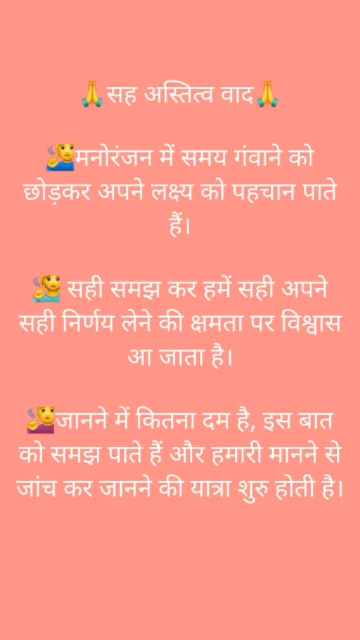 🙏सह अस्तित्व वाद🙏
💁मनोरंजन में समय गंवाने को
छोड़कर अपने लक्ष्य को पहचान पाते
हैं।
💁 सही समझ कर हमें सही अपने
सही निर्णय लेने की क्षमता पर विश्वास
आ जाता है।
💁जानने में कितना दम है, इस बात
को समझ पाते हैं और हमारी मानने से
जांच कर जानने की यात्रा शुरु होती है।